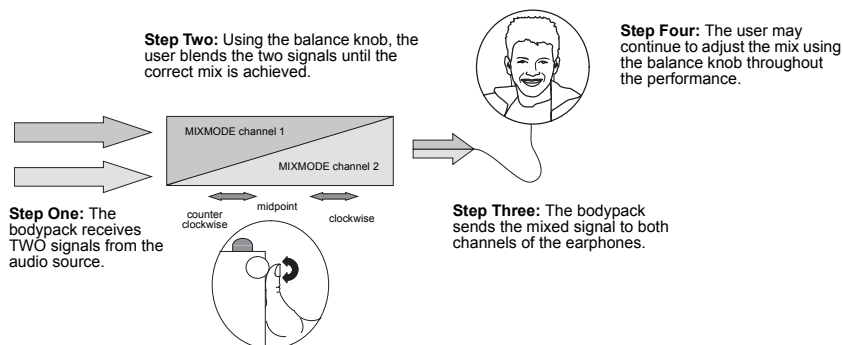 Step Two: Using the balance knob, the
user blends the two signals until the
correct mix is achieved.
Step Four: The user may
continue to adjust the mix using
the balance knob throughout
the performance.
MIXMODE channel 1
MIXMODE channel 2
counter
clockwise
midpoint
clockwise
Step One: The
bodypack receives
TWO signals from the
audio source.
Step Three: The bodypack
sends the mixed signal to both
channels of the earphones.